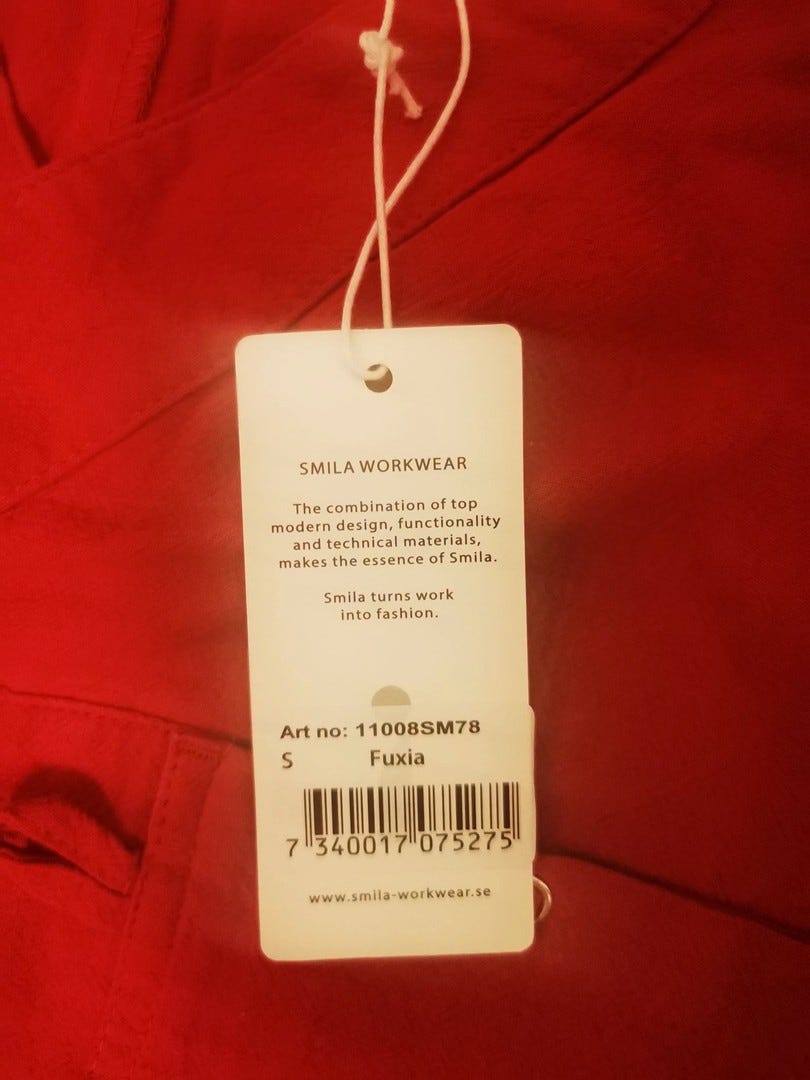 SMILA WORKWEAR
The combination of top
modern design, functionality
and technical materials,
makes the essence of Smila.
Smila turns work
into fashion.
Art no: 11008SM78
S Fuxia
7 340017 075275
www.smila-workwear.se